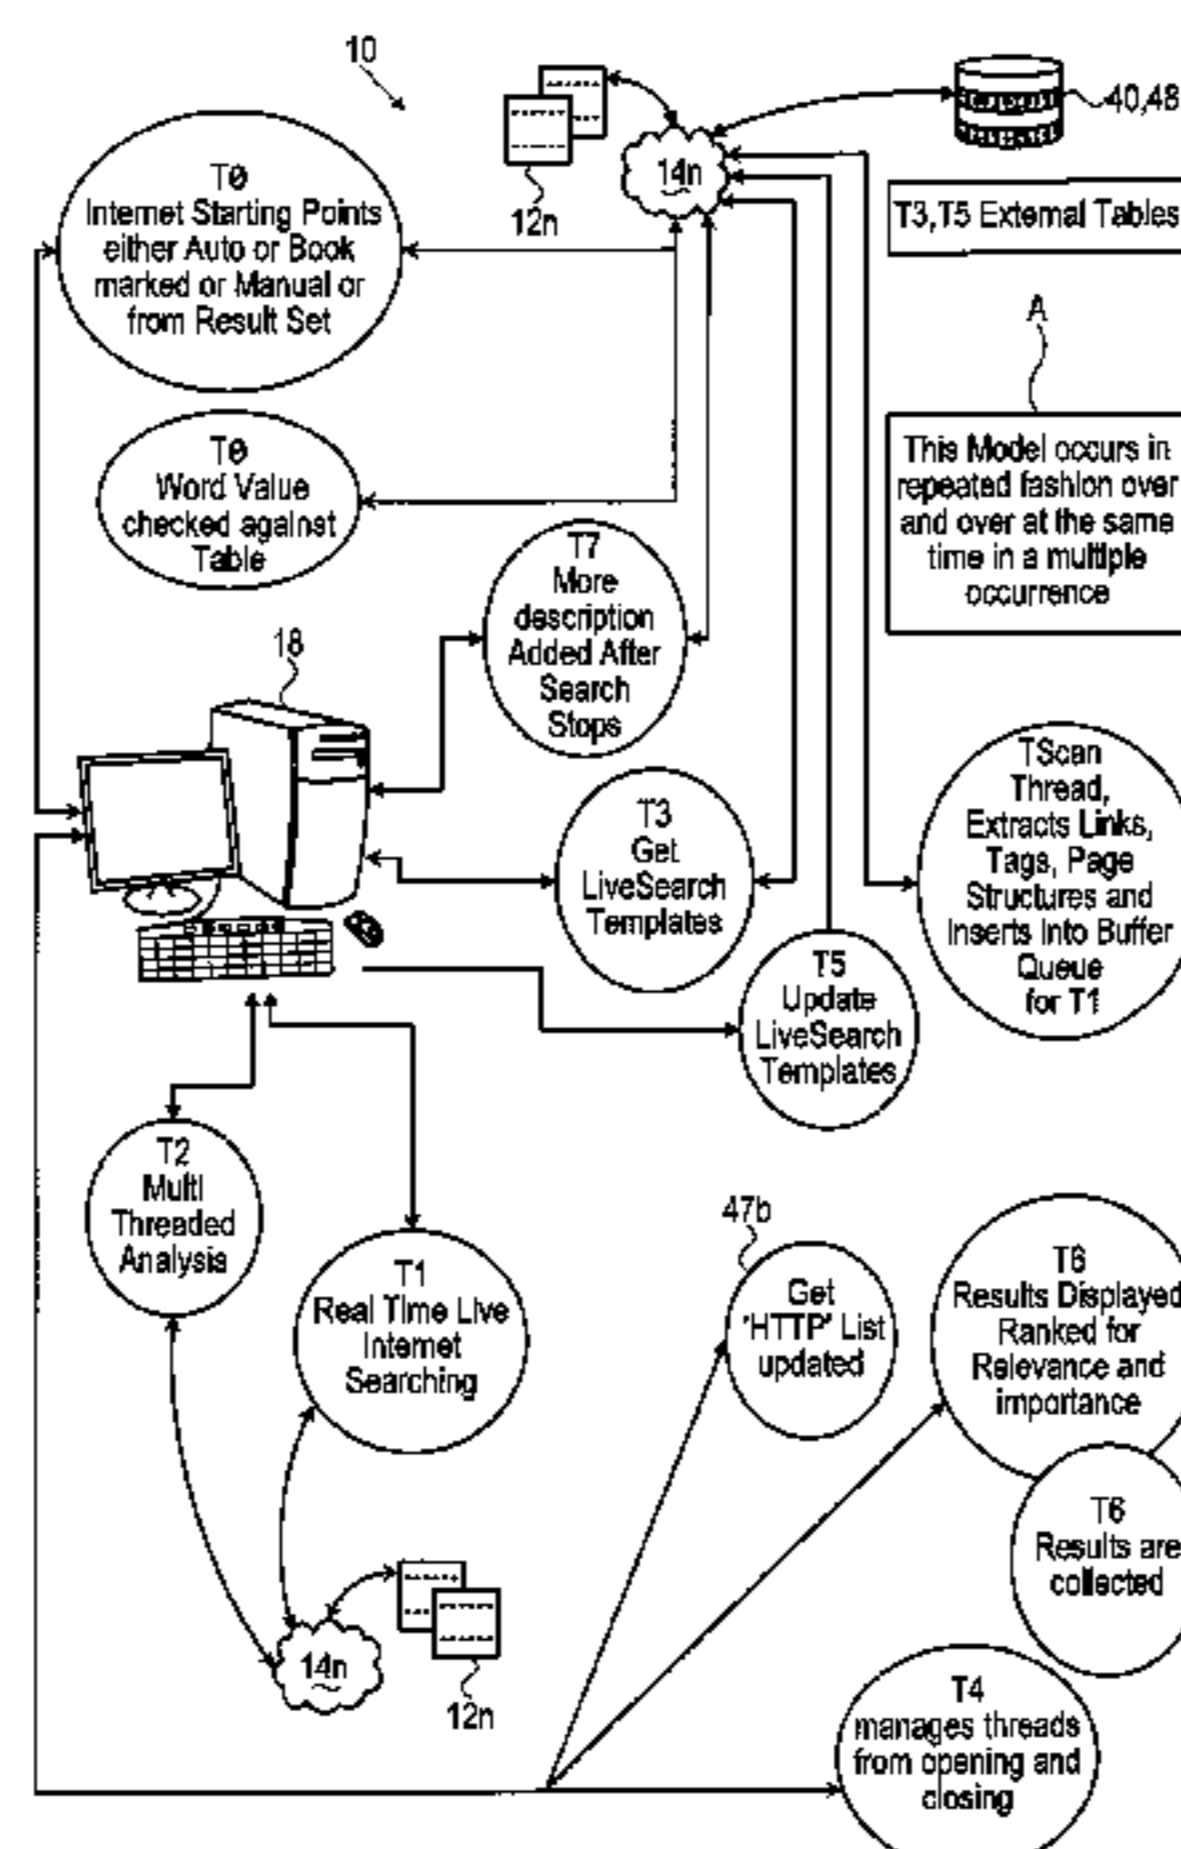 10
40,48
14n
12n
T0
Internet Starting Points
either Auto or Book
marked or Manual or
from Result Set
T3,T5 External Tables
A
T0
Word Value
checked against
Table
This Model occurs in
repeated fashion over
and over at the same
time in a multiple
occurrence
T7
More
description
Added After
Search
Stops
18
TScan
Thread,
Extracts Links,
Tags, Page
Structures and
Inserts Into Buffer
Queue
for T1
T3
Get
LiveSearch
Templates
T5
Update
LiveSearch
Templates
T2
Multi
Threaded
Analysis
T1
Real Time Live
Internet
Searching
47b
Get
'HTTP' List
updated
T6
Results Displayed
Ranked for
Relevance and
importance
T6
Results are
collected
14n
12n
T4
manages threads
from opening and
closing